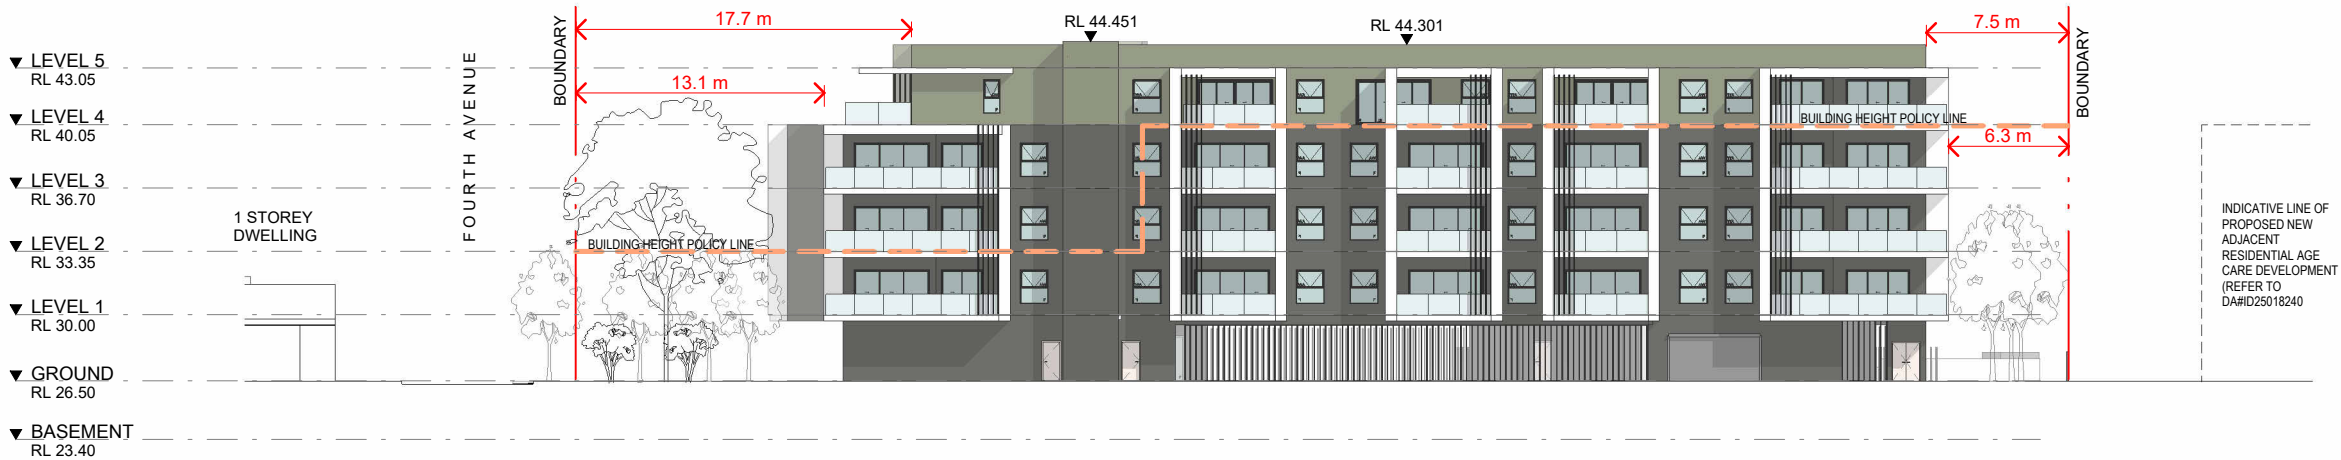 LEVEL 5
RL 43.05
LEVEL 4
RL 40.05
LEVEL 3
RL 36.70
LEVEL 2
RL 33.35
LEVEL 1
RL 30.00
GROUND
RL 26.50
BASEMENT
RL 23.40
1 STOREY
DWELLING
FOURTH AVENUE
BOUNDARY
17.7 m
13.1 m
BUILDING HEIGHT POLICY LINE
RL 44.451
RL 44.301
7.5 m
BOUNDARY
BUILDING HEIGHT POLICY LINE
6.3 m
INDICATIVE LINE OF
PROPOSED NEW
ADJACENT
RESIDENTIAL AGE
CARE DEVELOPMENT
(REFER TO
DA#ID25018240